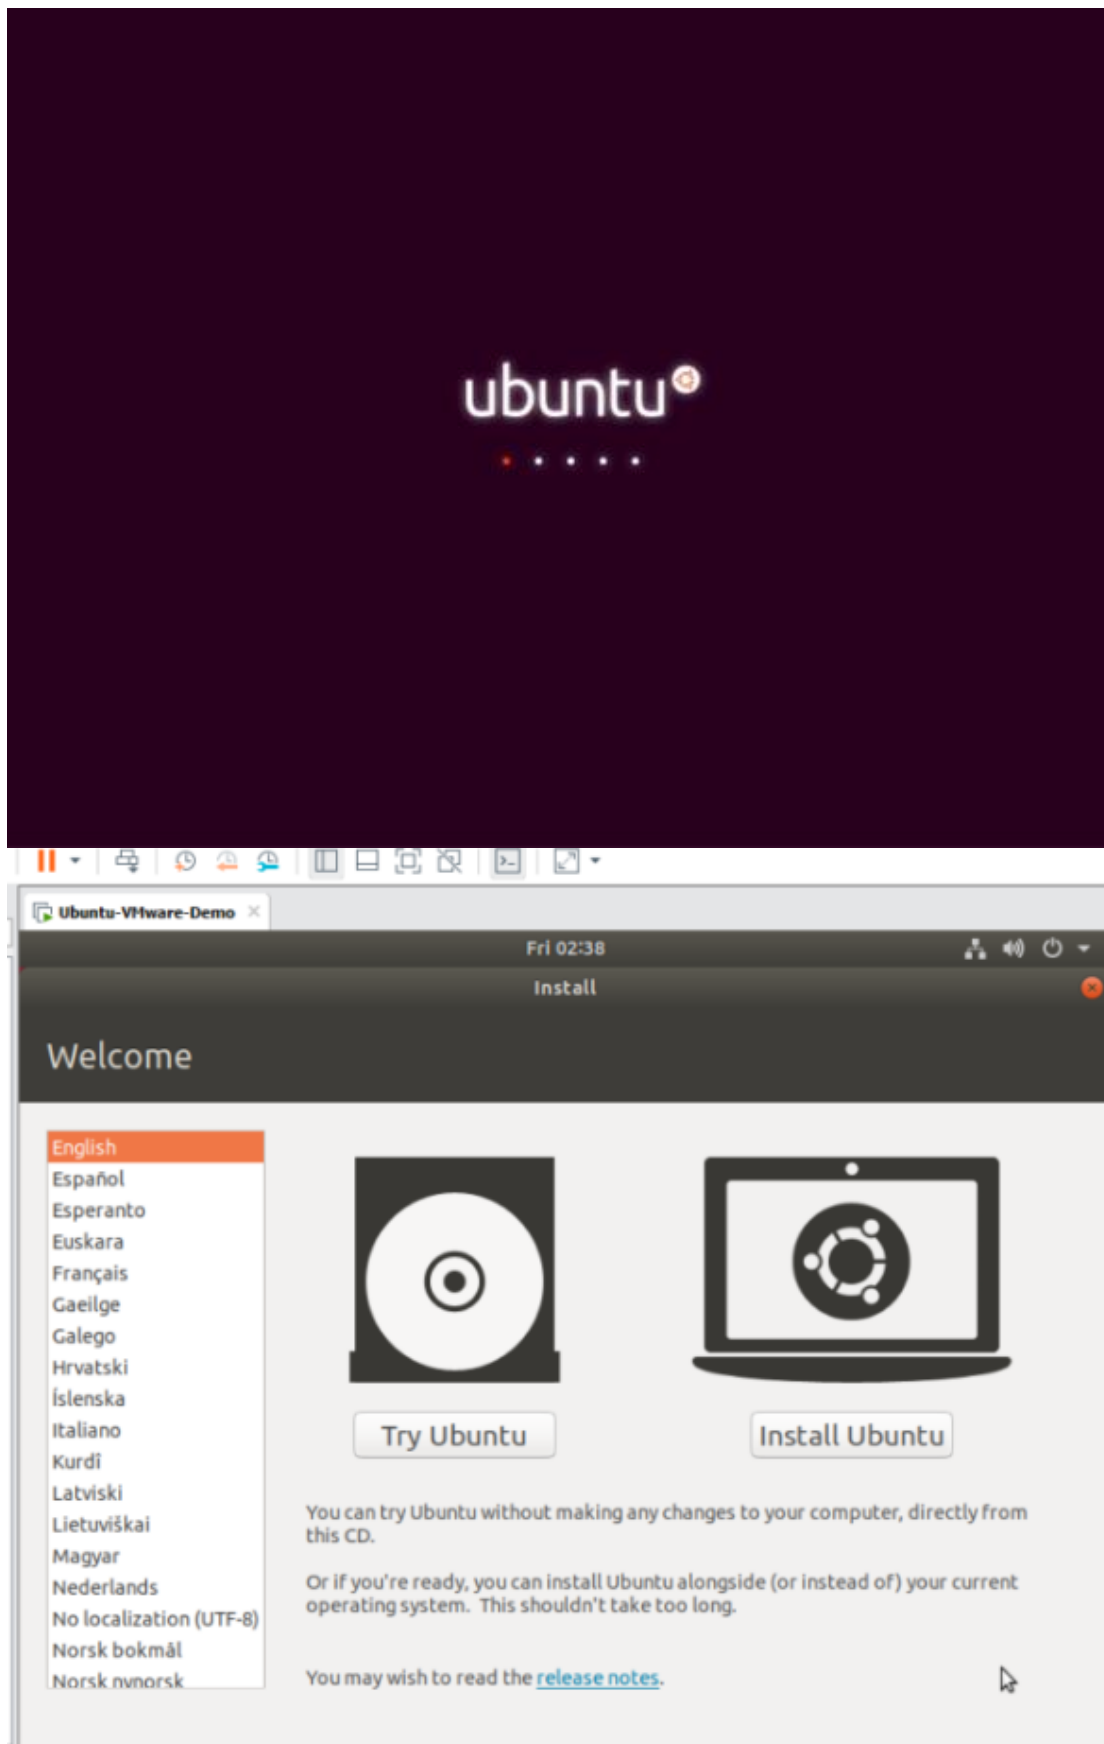 ubuntu
Ubuntu-VMware-Demo
Fri 02:38
Install
Welcome
English
Español
Esperanto
Euskara
Français
Gaeilge
Galego
Hrvatski
Íslenska
Italiano
Kurdî
Latviski
Lietuviškai
Magyar
Nederlands
No localization (UTF-8)
Norsk bokmål
Norsk nynorsk
Try Ubuntu
Install Ubuntu
You can try Ubuntu without making any changes to your computer, directly from
this CD.
Or if you're ready, you can install Ubuntu alongside (or instead of) your current
operating system. This shouldn't take too long.
You may wish to read the release notes.